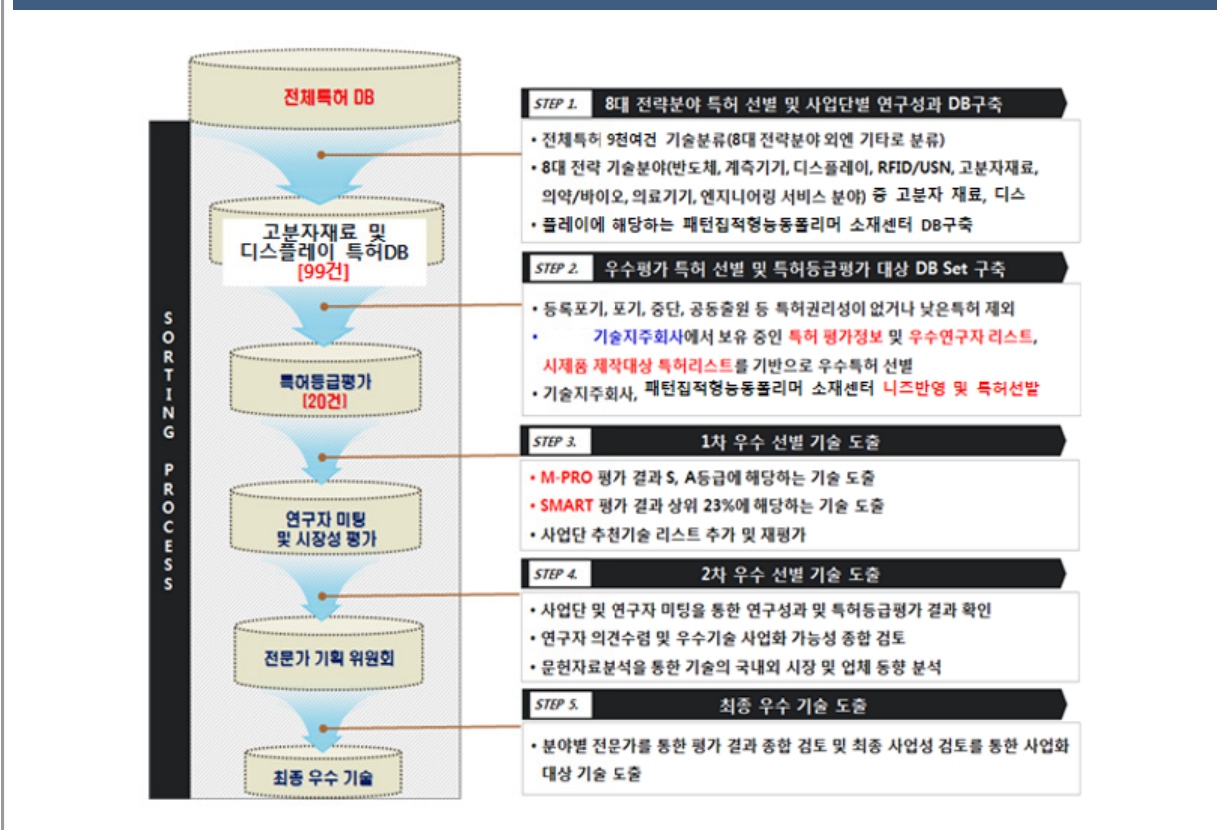 전체특허 DB
고분자재료 및
디스플레이 특허DB
[99건]
특허등급평가
[20건]
연구자 미팅
및 시장성 평가
전문가 기획 위원회
최종 우수 기술
SORTING PROCESS
STEP 1. 8대 전략분야 특허 선별 및 사업단별 연구성과 DB구축
• 전체특허 9천여건 기술분류(8대 전략분야 외엔 기타로 분류)
• 8대 전략 기술분야(반도체, 계측기기, 디스플레이, RFID/USN, 고분자재료,
의약/바이오, 의료기기, 엔지니어링 서비스 분야) 중 고분자 재료, 디스
• 플레이에 해당하는 패턴집적형능동폴리머 소재센터 DB구축
STEP 2. 우수평가 특허 선별 및 특허등급평가 대상 DB Set 구축
• 등록포기, 포기, 중단, 공동출원 등 특허권리성이 없거나 낮은특허 제외
• 기술지주회사에서 보유 중인 특허 평가정보 및 우수연구자 리스트,
시제품 제작대상 특허리스트를 기반으로 우수특허 선별
• 기술지주회사, 패턴집적형능동폴리머 소재센터 니즈반영 및 특허선발
STEP 3. 1차 우수 선별 기술 도출
• M-PRO 평가 결과 S, A등급에 해당하는 기술 도출
• SMART 평가 결과 상위 23%에 해당하는 기술 도출
• 사업단 추천기술 리스트 추가 및 재평가
STEP 4. 2차 우수 선별 기술 도출
• 사업단 및 연구자 미팅을 통한 연구성과 및 특허등급평가 결과 확인
• 연구자 의견수렴 및 우수기술 사업화 가능성 종합 검토
• 문헌자료분석을 통한 기술의 국내외 시장 및 업체 동향 분석
STEP 5. 최종 우수 기술 도출
• 분야별 전문가를 통한 평가 결과 종합 검토 및 최종 사업성 검토를 통한 사업화
대상 기술 도출